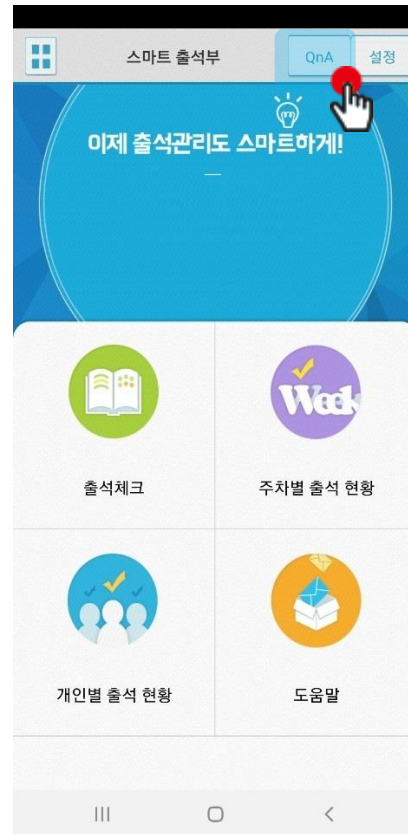 스마트 출석부
QnA
설정
이제 출석관리도 스마트하게!
Week
출석체크
주차별 출석 현황
개인별 출석 현황
도움말